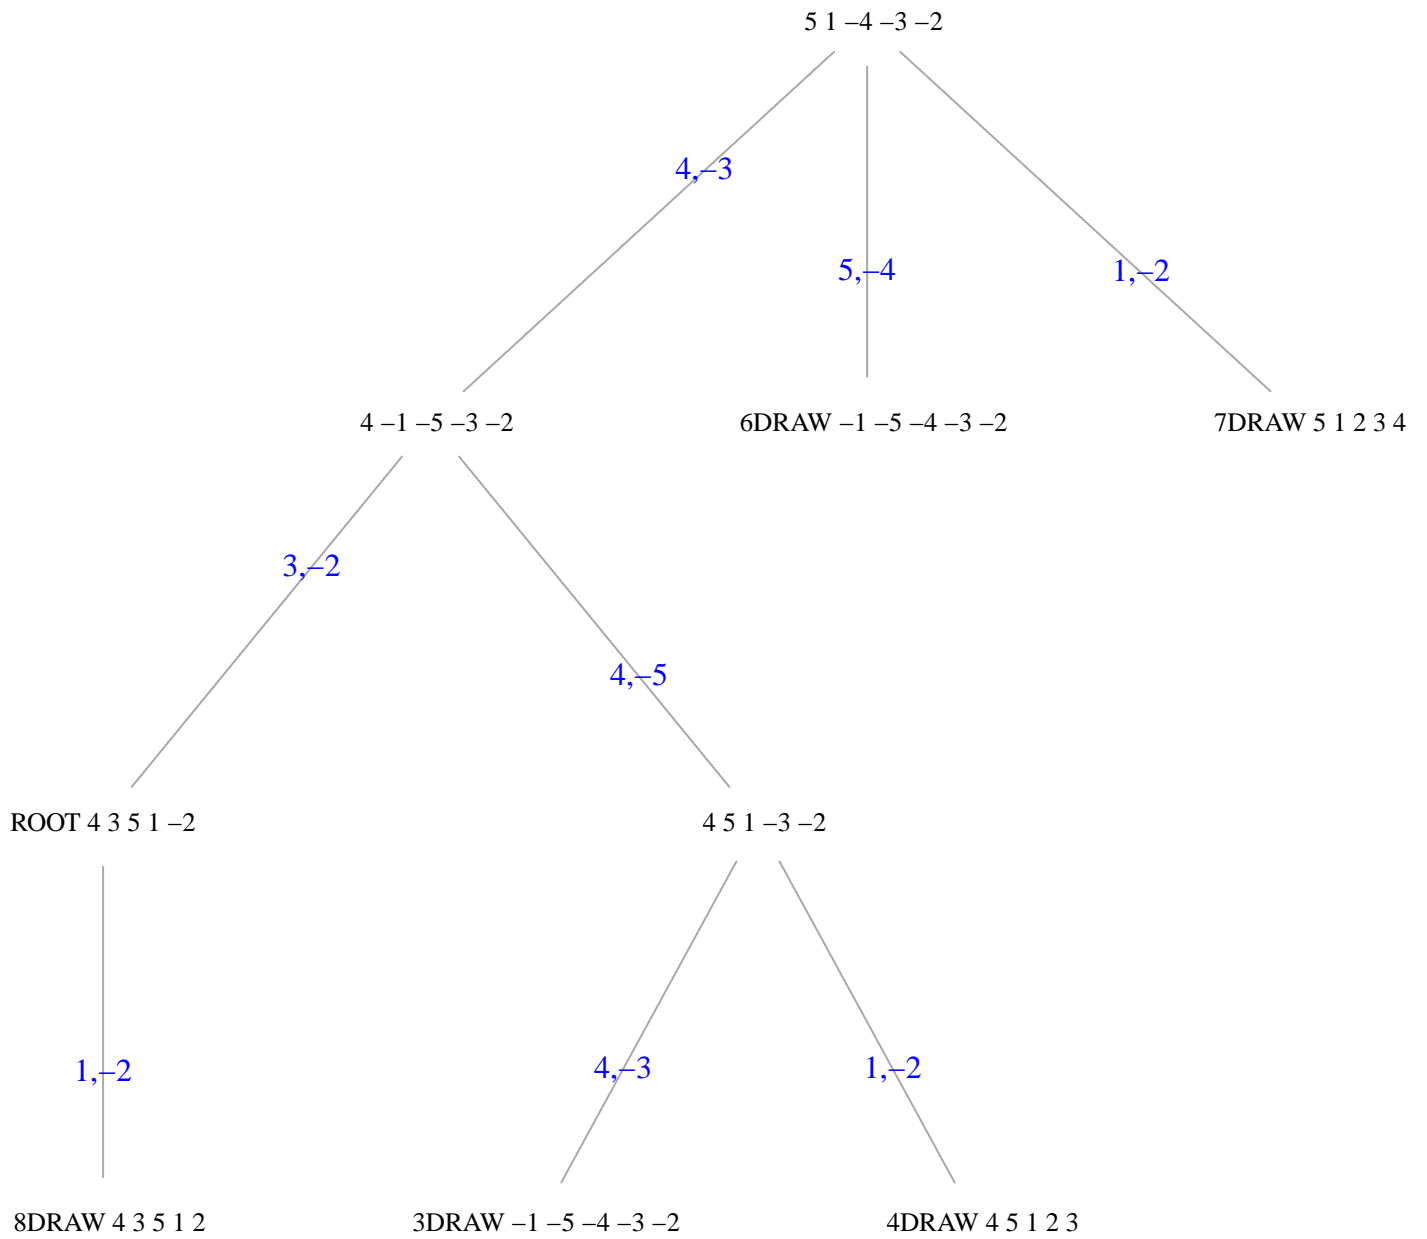 5 1 –4 –3 –2
4,–3
5,–4
1,–2
4 –1 –5 –3 –2
6DRAW –1 –5 –4 –3 –2
7DRAW 5 1 2 3 4
3,–2
4,–5
ROOT 4 3 5 1 –2
4 5 1 –3 –2
1,–2
4,–3
1,–2
8DRAW 4 3 5 1 2
3DRAW –1 –5 –4 –3 –2
4DRAW 4 5 1 2 3